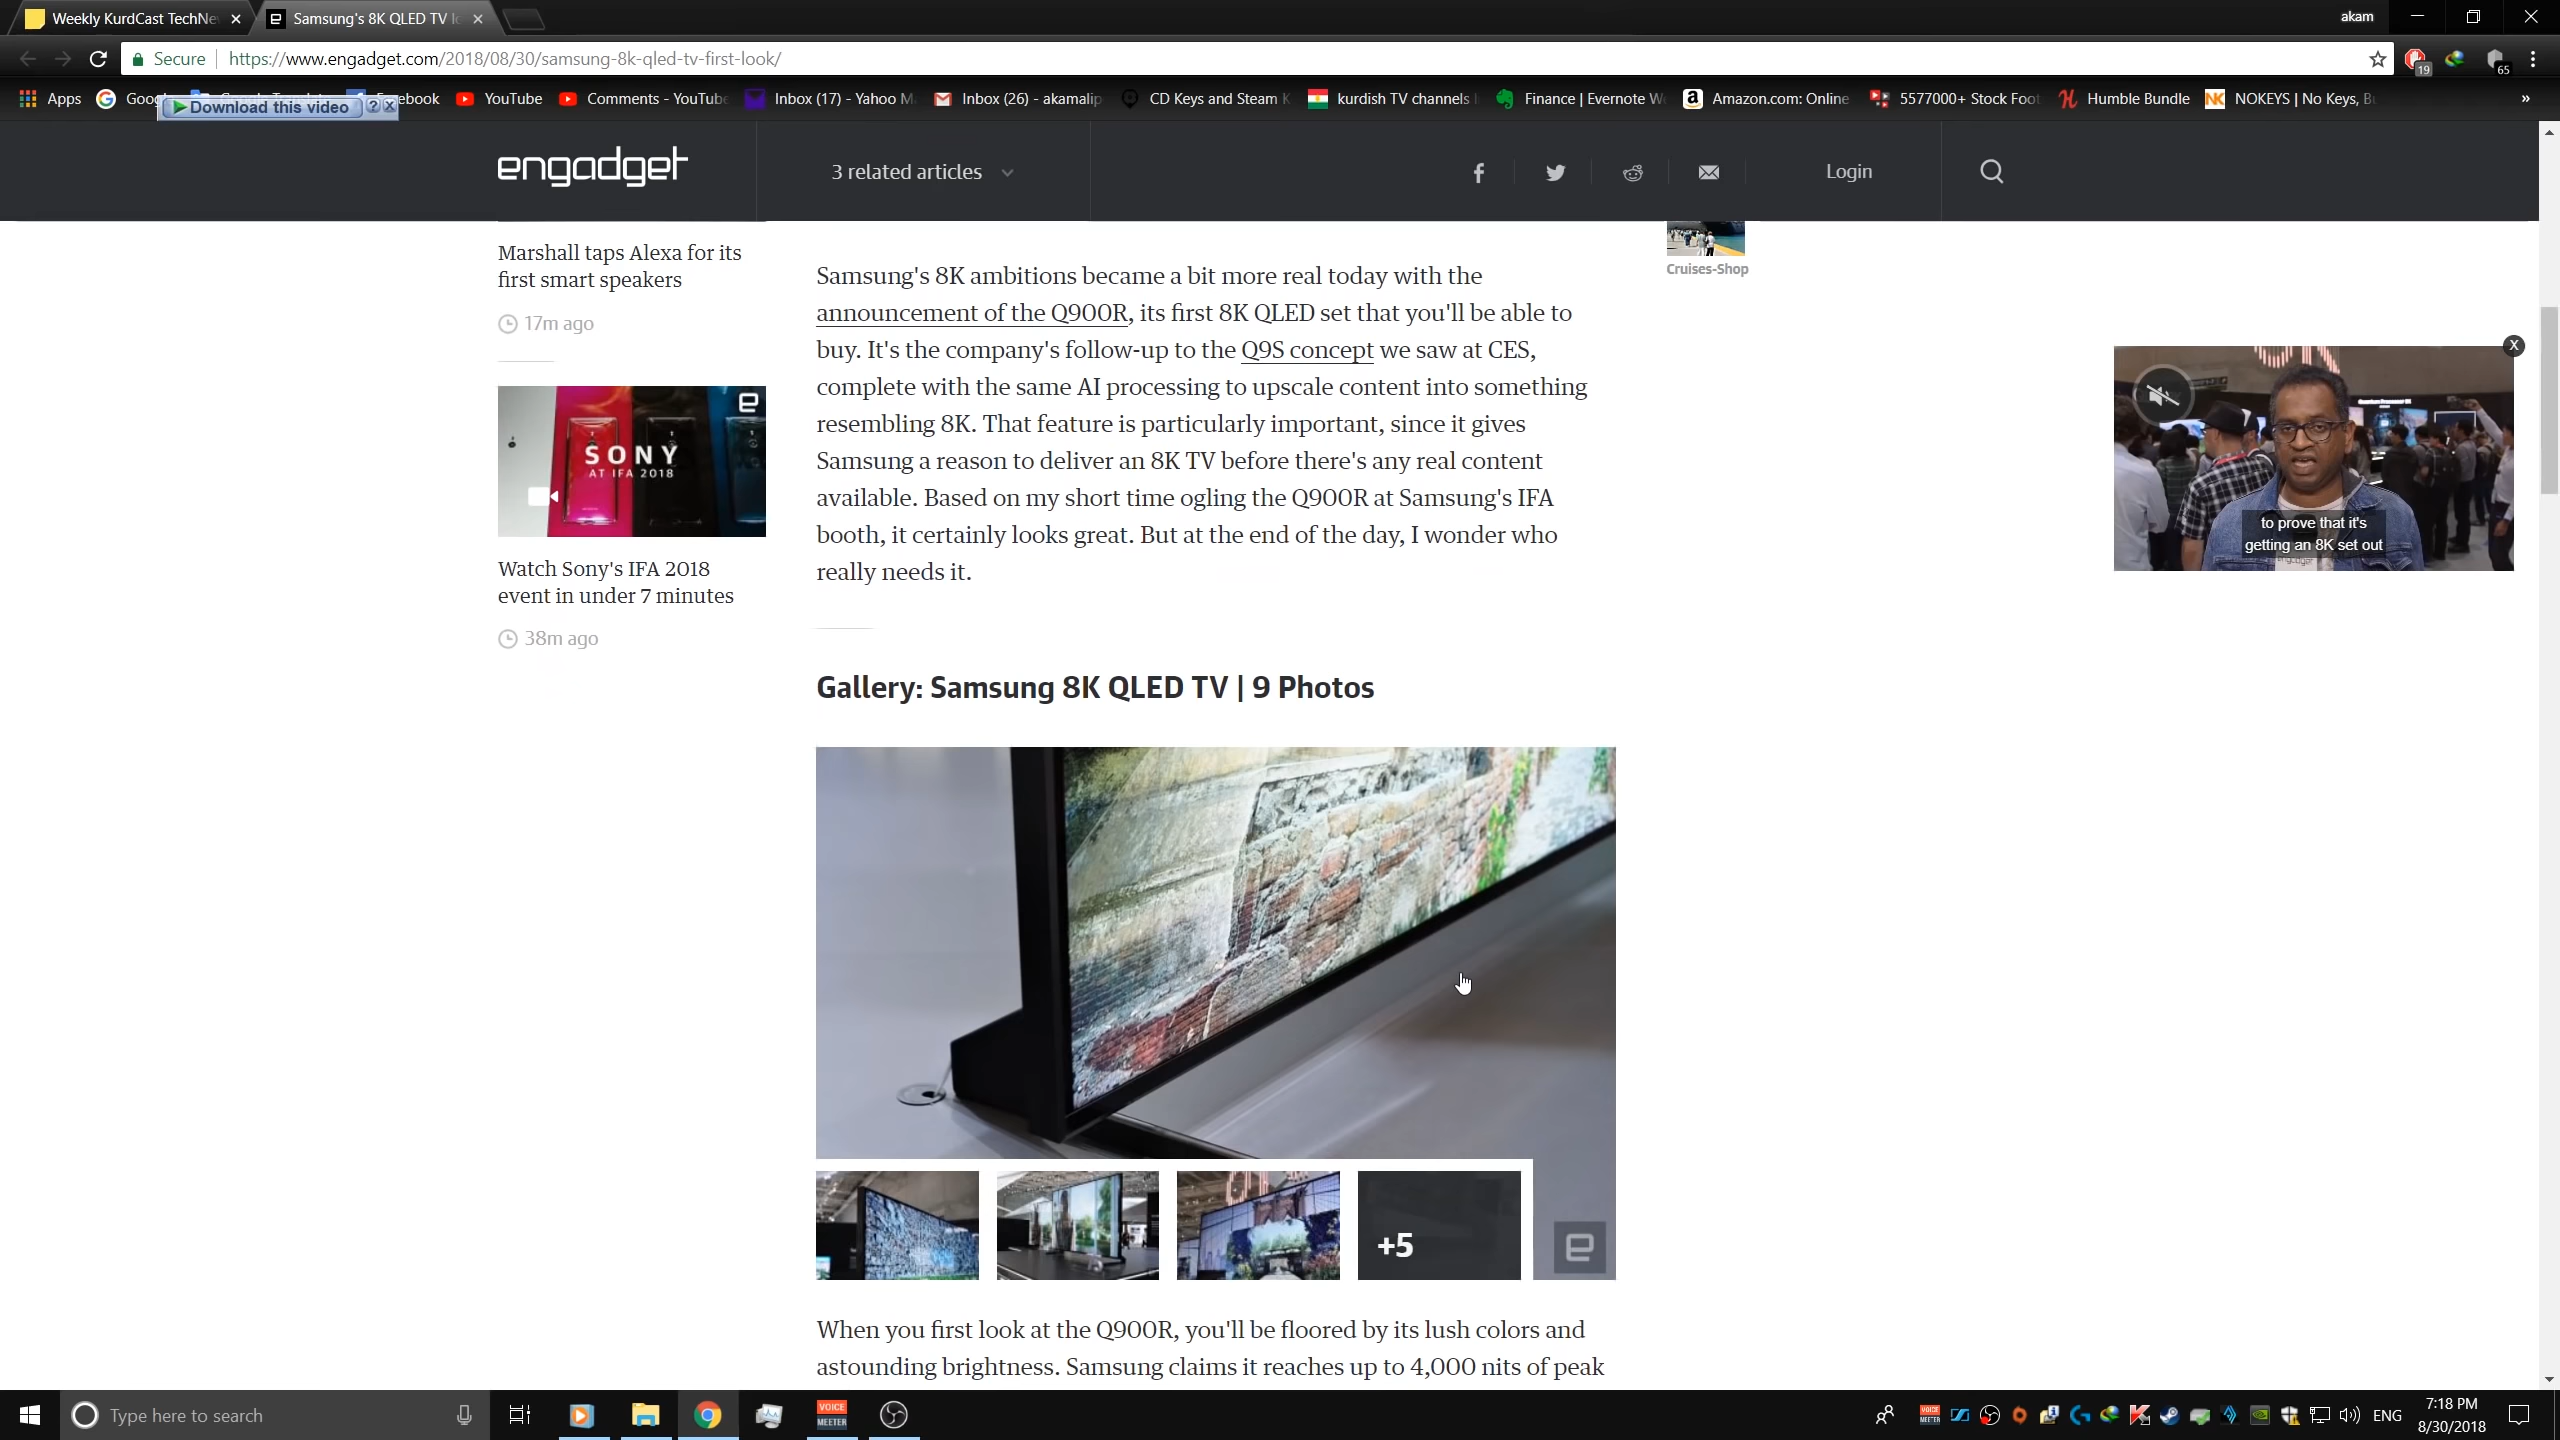 Weekly KurdCast TechNe
Samsung's 8K QLED TV lo
akam
Secure
https://www.engadget.com/2018/08/30/samsung-8k-qled-tv-first-look/
19
65
Apps
Goog
ebook
YouTube
Comments - YouTube
Inbox (17) - Yahoo M
Inbox (26) - akamalip
CD Keys and Steam K
kurdish TV channels
Finance | Evernote W
Amazon.com: Online
5577000+ Stock Foot
Humble Bundle
NOKEYS | No Keys, B
»
Download this video
engadget
3 related articles
Login
Marshall taps Alexa for its
first smart speakers
17m ago
SONY
AT IFA 2018
Watch Sony's IFA 2018
event in under 7 minutes
38m ago
Samsung's 8K ambitions became a bit more real today with the
announcement of the Q900R, its first 8K QLED set that you'll be able to
buy. It's the company's follow-up to the Q9S concept we saw at CES,
complete with the same AI processing to upscale content into something
resembling 8K. That feature is particularly important, since it gives
Samsung a reason to deliver an 8K TV before there's any real content
available. Based on my short time ogling the Q900R at Samsung's IFA
booth, it certainly looks great. But at the end of the day, I wonder who
really needs it.
Cruises-Shop
X
to prove that it's
getting an 8K set out
Gallery: Samsung 8K QLED TV | 9 Photos
+5
When you first look at the Q900R, you'll be floored by its lush colors and
astounding brightness. Samsung claims it reaches up to 4,000 nits of peak
Type here to search
VOICE
MEETER
ENG
7:18 PM
8/30/2018